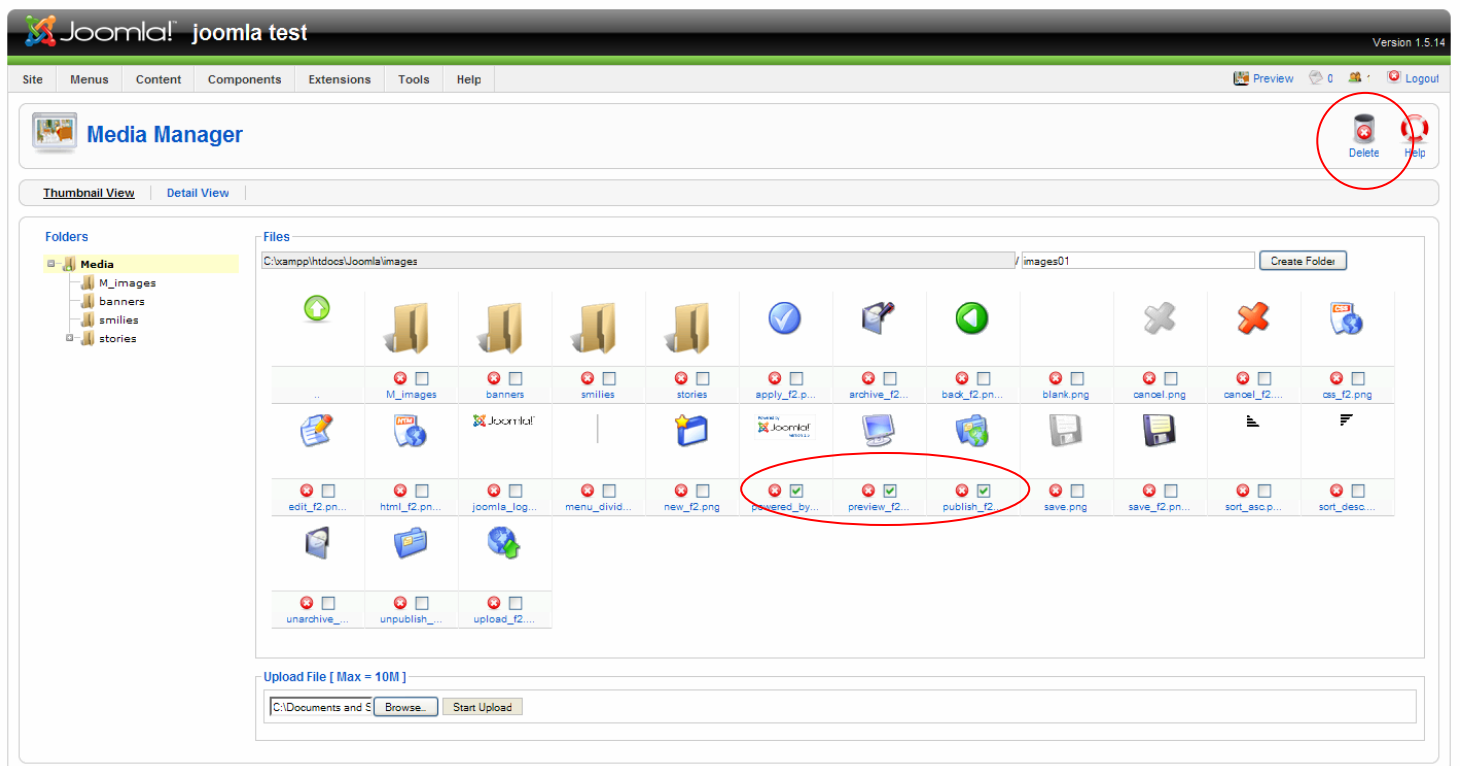 Joomla!™ joomla test
Version 1.5.14
Site Menus Content Components Extensions Tools Help Preview 0 Logout
Media Manager
Delete Help
Thumbnail View Detail View
Folders
Media
M_images
banners
smilies
stories
Files
C:\xampp\htdocs\Joomla\images / images01 Create Folder
.. M_images banners smilies stories apply_f2.p... archive_f2... back_f2.pn... blank.png cancel.png cancel_f2.... css_f2.png
Joomla!
Powered by
Joomla!
edit_f2.pn... html_f2.pn... joomla_log... menu_divid... new_f2.png powered_by... preview_f2... publish_f2... save.png save_f2.pn... sort_asc.p... sort_desc....
unarchive_... unpublish_... upload_f2....
Upload File [ Max = 10M ]
C:\Documents and S Browse.. Start Upload